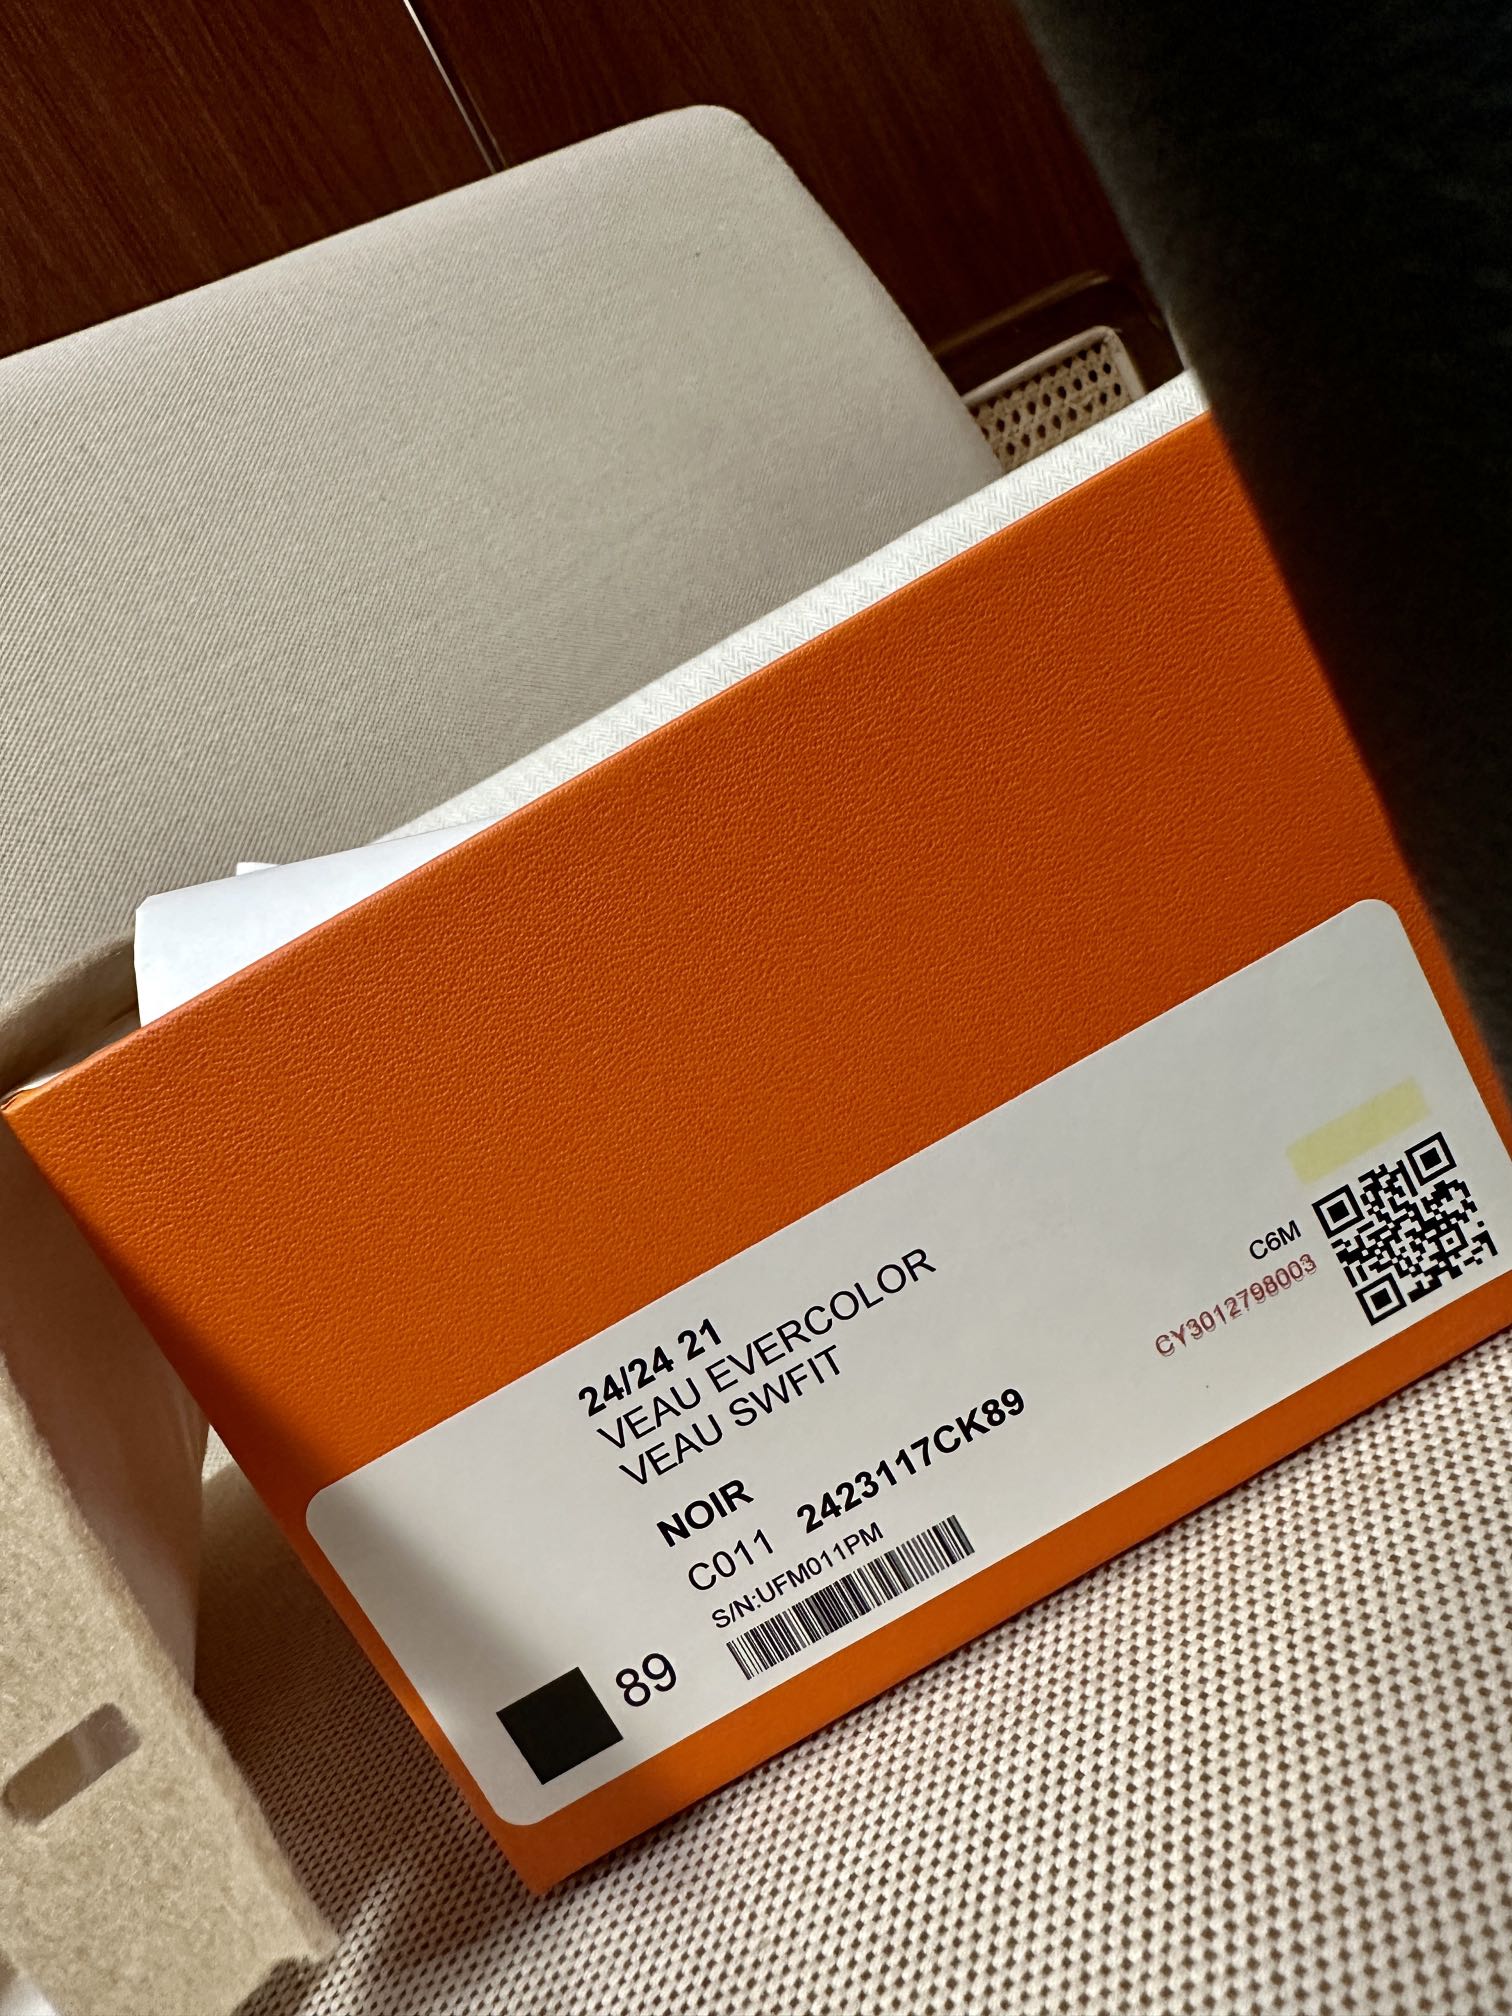 24/24 21
VEAU EVERCOLOR
VEAU SWFIT
NOIR
C011 2423117CK89
S/N:UFM011PM
89
C6M
CY3012798003